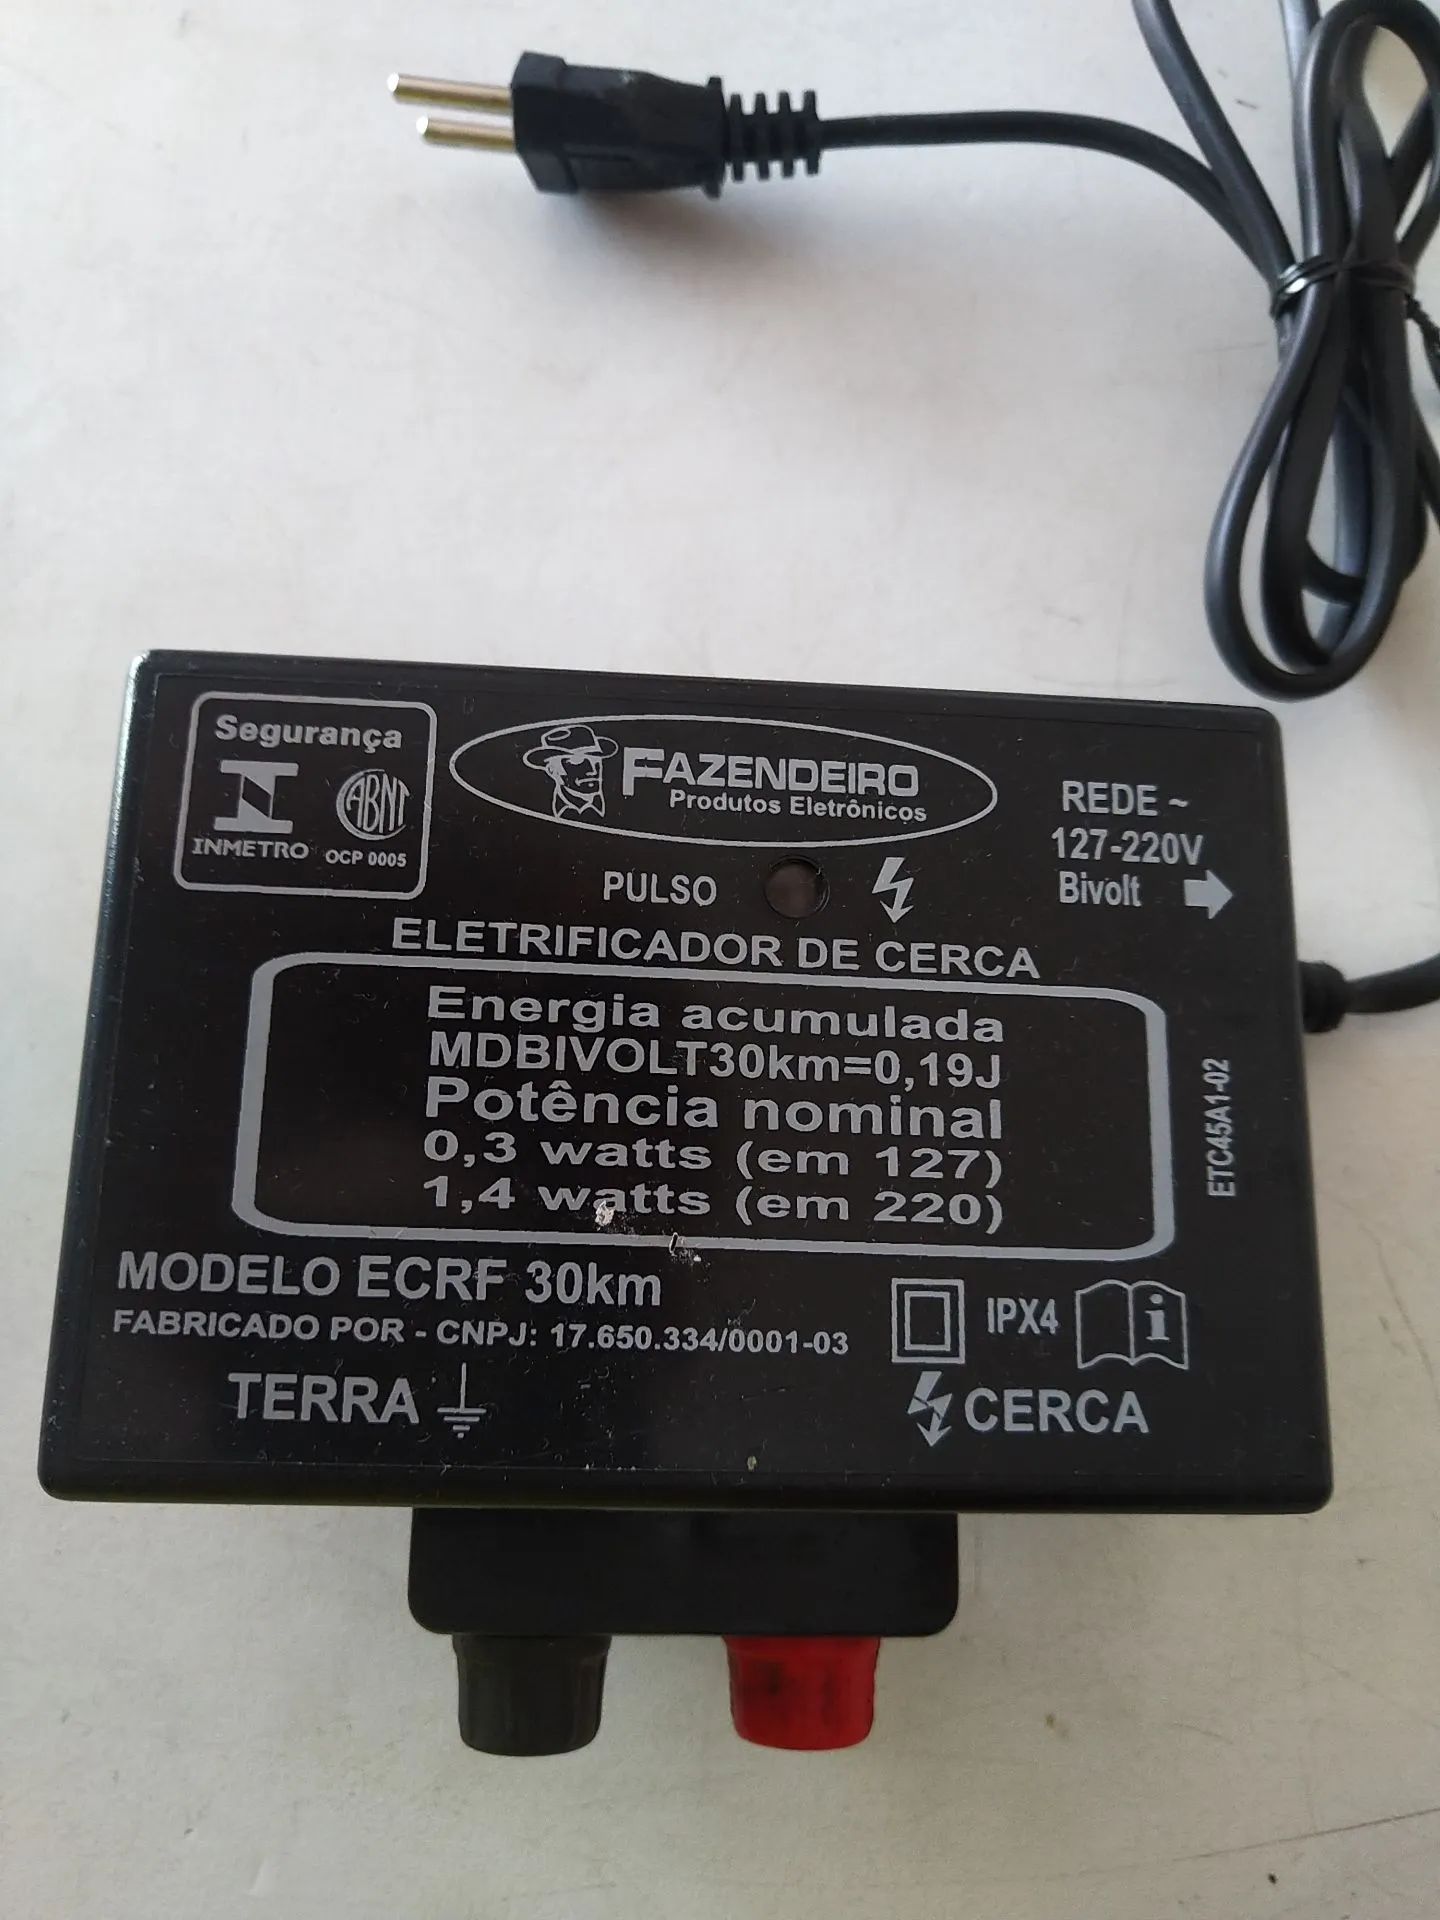 Segurança
INMETRO
ABNT
OCP 0005
FAZENDEIRO
Produtos Eletrônicos
REDE ~
127-220V
Bivolt
PULSO
ELETRIFICADOR DE CERCA
Energia acumulada
MDBIVOLT30km=0,19J
Potência nominal
0,3 watts (em 127)
1,4 watts (em 220)
ETC45A1-02
MODELO ECRF 30km
FABRICADO POR - CNPJ: 17.650.334/0001-03
IPX4
i
TERRA
CERCA